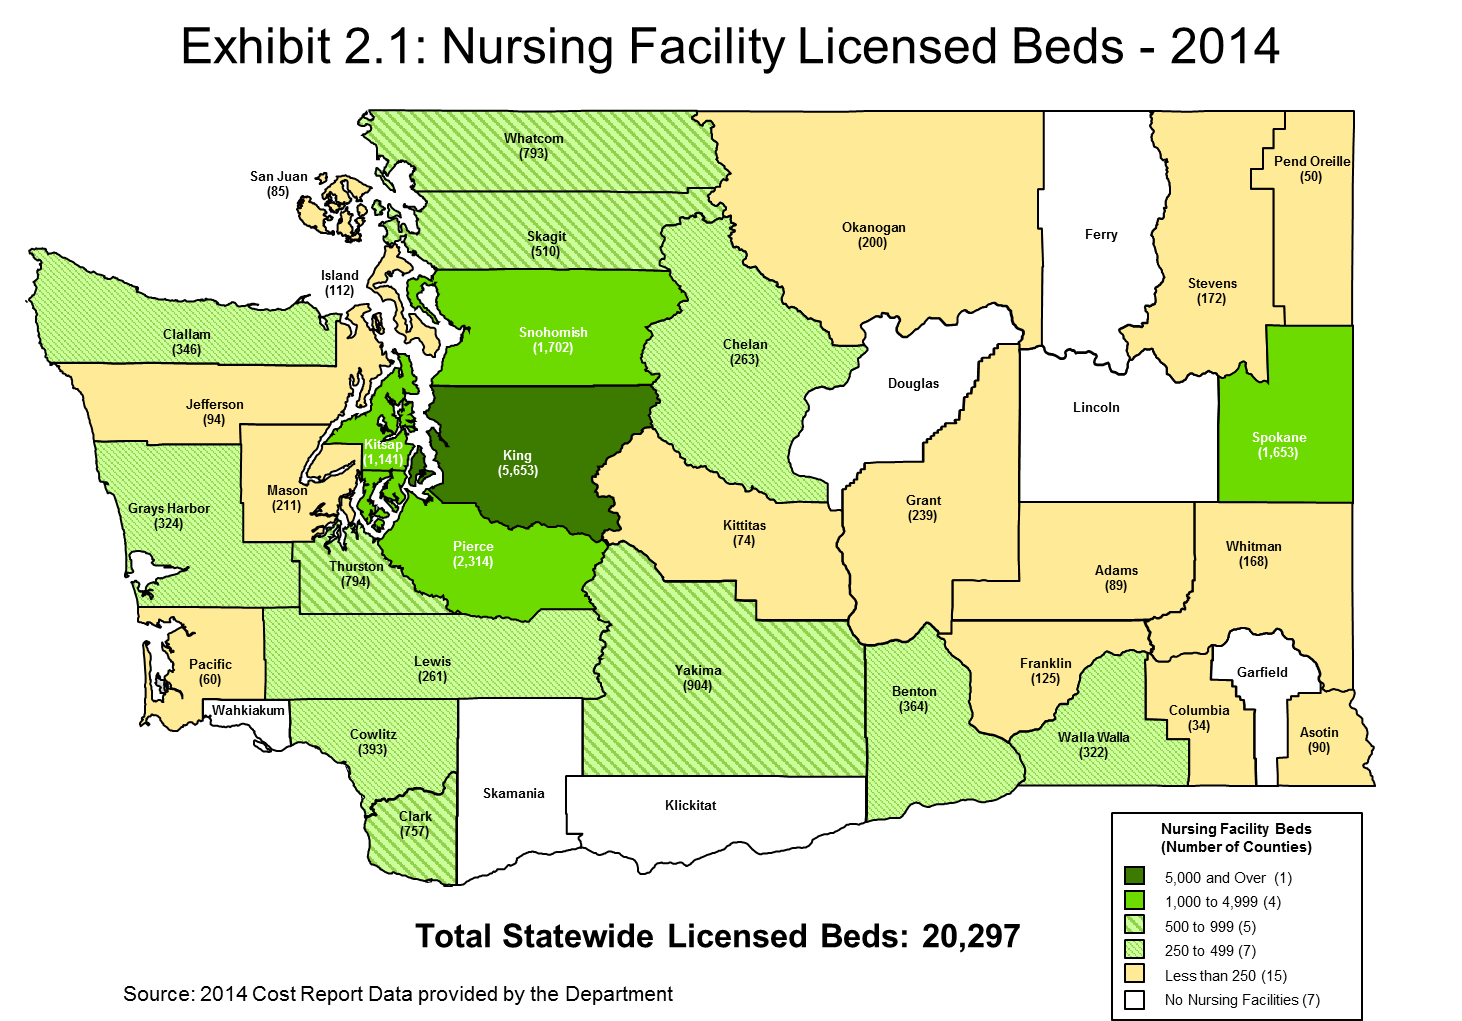 Exhibit 2.1: Nursing Facility Licensed Beds - 2014
Whatcom
(793)
San Juan
(85)
Pend Oreille
(50)
Skagit
(510)
Okanogan
(200)
Ferry
Island
(112)
Stevens
(172)
Clallam
(346)
Snohomish
(1,702)
Chelan
(263)
Douglas
Jefferson
(94)
Lincoln
Kitsap
(1,141)
King
(5,653)
Spokane
(1,653)
Mason
(211)
Grays Harbor
(324)
Grant
(239)
Kittitas
(74)
Pierce
(2,314)
Whitman
(168)
Thurston
(794)
Adams
(89)
Pacific
(60)
Lewis
(261)
Yakima
(904)
Franklin
(125)
Garfield
Benton
(364)
Wahkiakum
Columbia
(34)
Cowlitz
(393)
Walla Walla
(322)
Asotin
(90)
Skamania
Klickitat
Clark
(757)
Nursing Facility Beds
(Number of Counties)
5,000 and Over (1)
1,000 to 4,999 (4)
500 to 999 (5)
250 to 499 (7)
Less than 250 (15)
No Nursing Facilities (7)
Total Statewide Licensed Beds: 20,297
Source: 2014 Cost Report Data provided by the Department